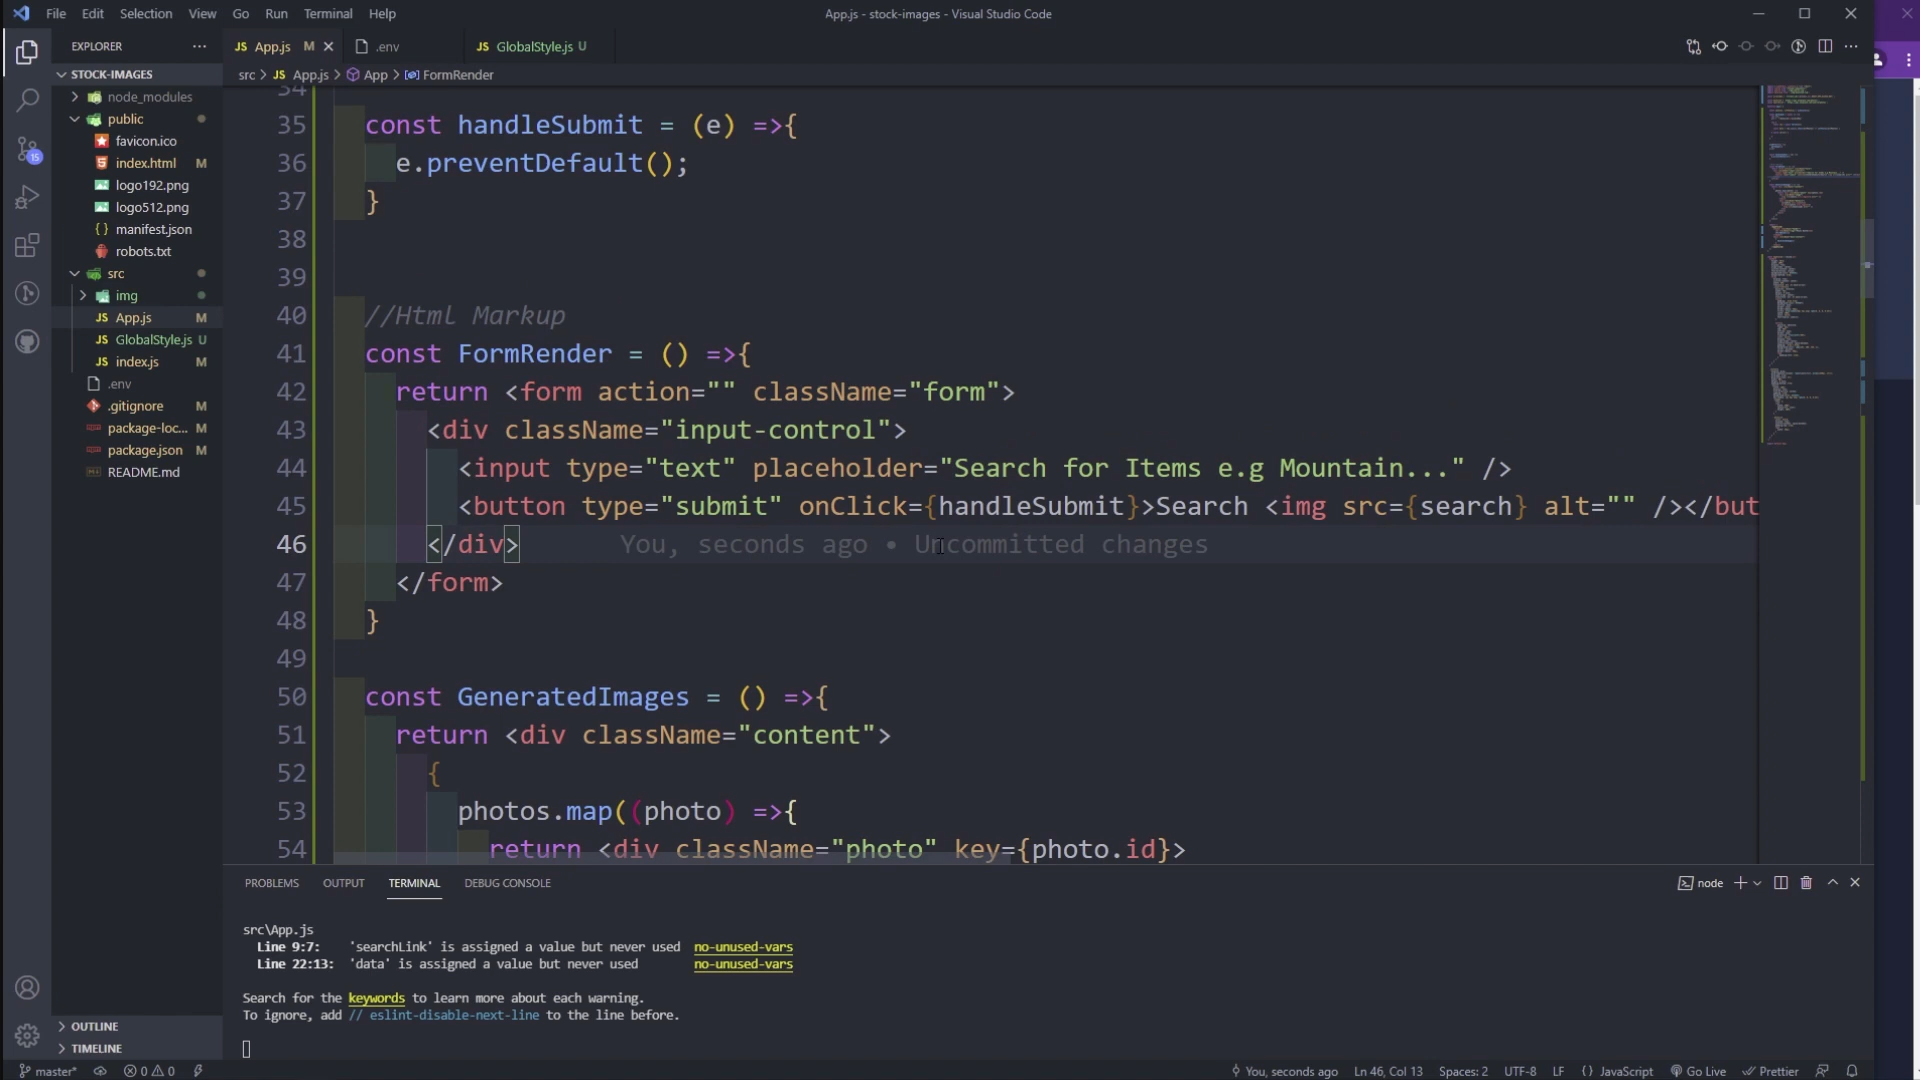 File Edit Selection View Go Run Terminal Help
App.js - stock-images - Visual Studio Code
EXPLORER
JS App.js M
.env
JS GlobalStyle.js U
STOCK-IMAGES
src > JS App.js > App > FormRender
node_modules
public
favicon.ico
index.html M
logo192.png
logo512.png
{ } manifest.json
robots.txt
src
img
JS App.js M
JS GlobalStyle.js U
JS index.js M
.env
.gitignore M
package-loc... M
package.json M
README.md
15
OUTLINE
TIMELINE
34
35 const handleSubmit = (e) =>{
36 e.preventDefault();
37 }
38
39
40 //Html Markup
41 const FormRender = () =>{
42 return <form action="" className="form">
43 <div className="input-control">
44 <input type="text" placeholder="Search for Items e.g Mountain..." />
45 <button type="submit" onClick={handleSubmit}>Search <img src={search} alt="" /></but
46 </div> You, seconds ago • Uncommitted changes
47 </form>
48 }
49
50 const GeneratedImages = () =>{
51 return <div className="content">
52 {
53 photos.map((photo) =>{
54 return <div className="photo" key={photo.id}>
PROBLEMS OUTPUT TERMINAL DEBUG CONSOLE
node
src\App.js
Line 9:7: 'searchLink' is assigned a value but never used no-unused-vars
Line 22:13: 'data' is assigned a value but never used no-unused-vars
Search for the keywords to learn more about each warning.
To ignore, add // eslint-disable-next-line to the line before.
master* 0 0
You, seconds ago Ln 46, Col 13 Spaces: 2 UTF-8 LF { } JavaScript Go Live Prettier